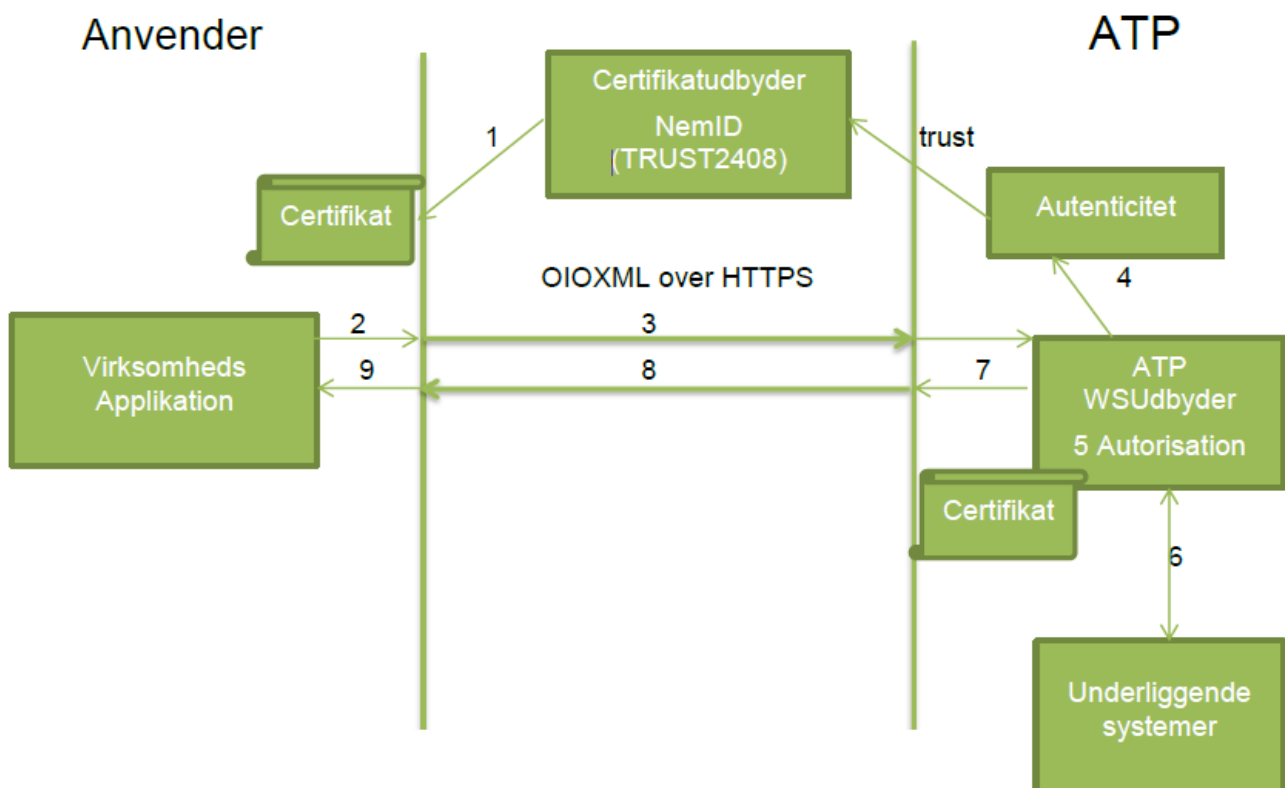 Anvender
ATP
Certifikatudbyder
NemID
(TRUST2408)
1
trust
Certifikat
Autenticitet
4
OIOXML over HTTPS
2
3
Virksomheds
Applikation
9
8
7
ATP
WSUdbyder
5 Autorisation
Certifikat
6
Underliggende
systemer